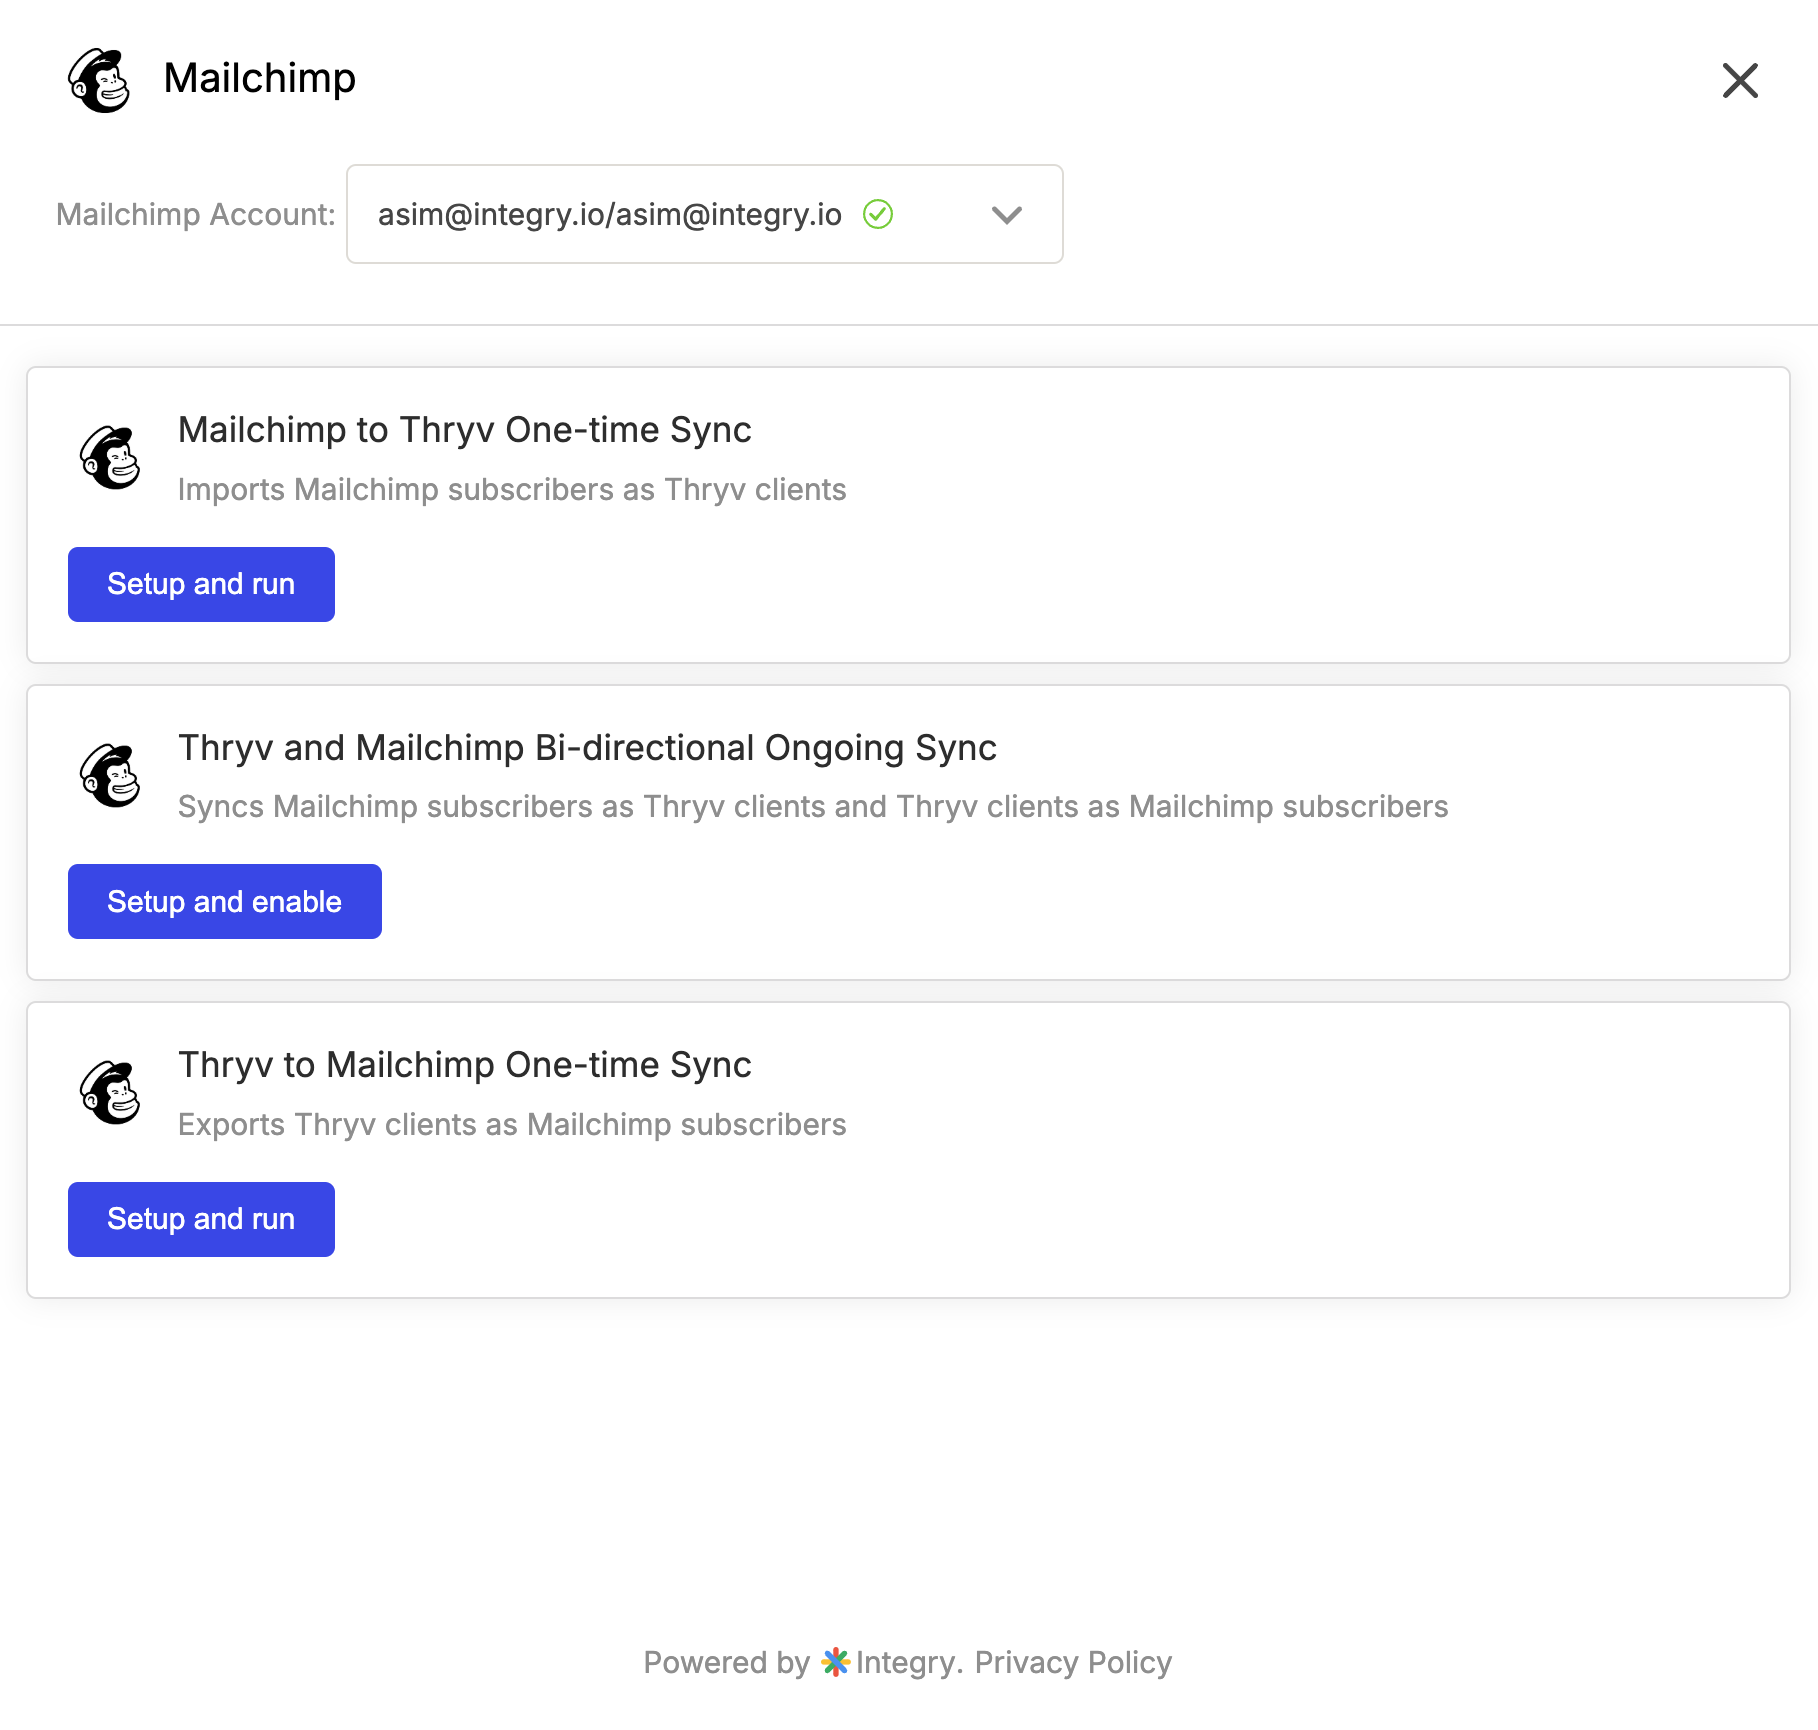 Mailchimp
Mailchimp Account: asim@integry.io/asim@integry.io
Mailchimp to Thryv One-time Sync
Imports Mailchimp subscribers as Thryv clients
Setup and run
Thryv and Mailchimp Bi-directional Ongoing Sync
Syncs Mailchimp subscribers as Thryv clients and Thryv clients as Mailchimp subscribers
Setup and enable
Thryv to Mailchimp One-time Sync
Exports Thryv clients as Mailchimp subscribers
Setup and run
Powered by Integry. Privacy Policy